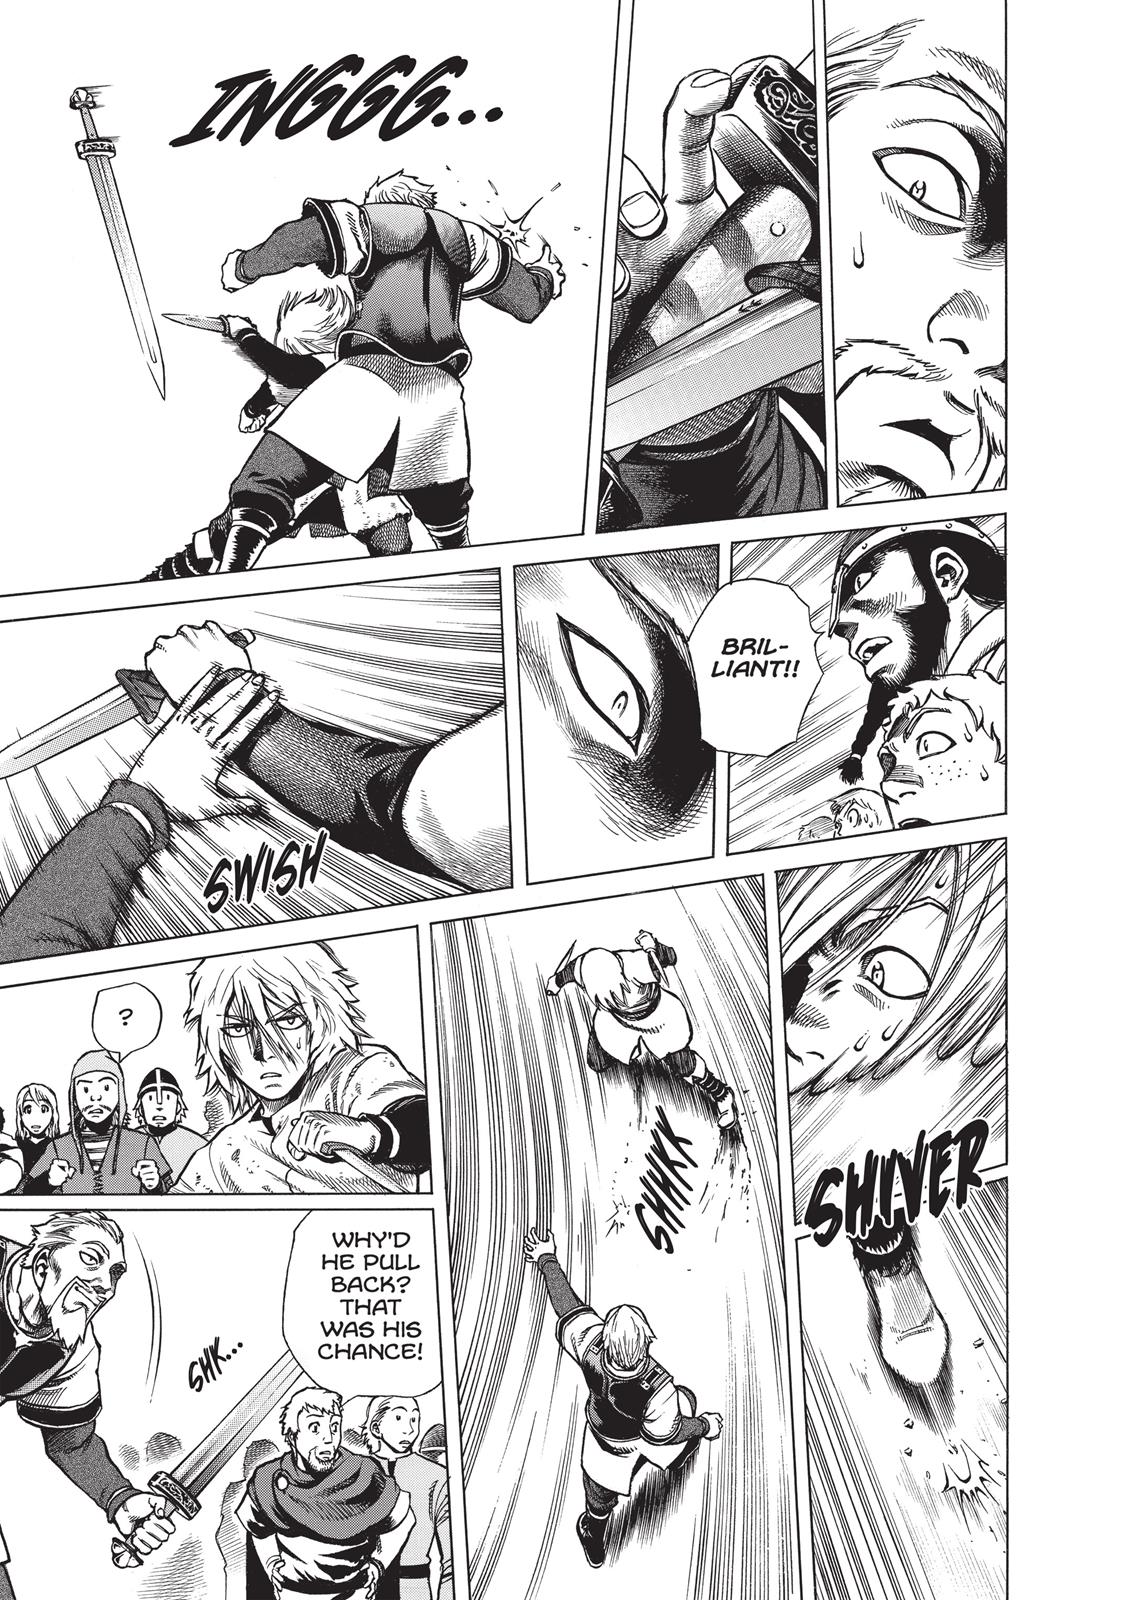 INGGG...
BRIL-
LIANT!!
SWISH
SHIVER
SHKK
?
WHY'D
HE PULL
BACK?
THAT
WAS HIS
CHANCE!
SHK...